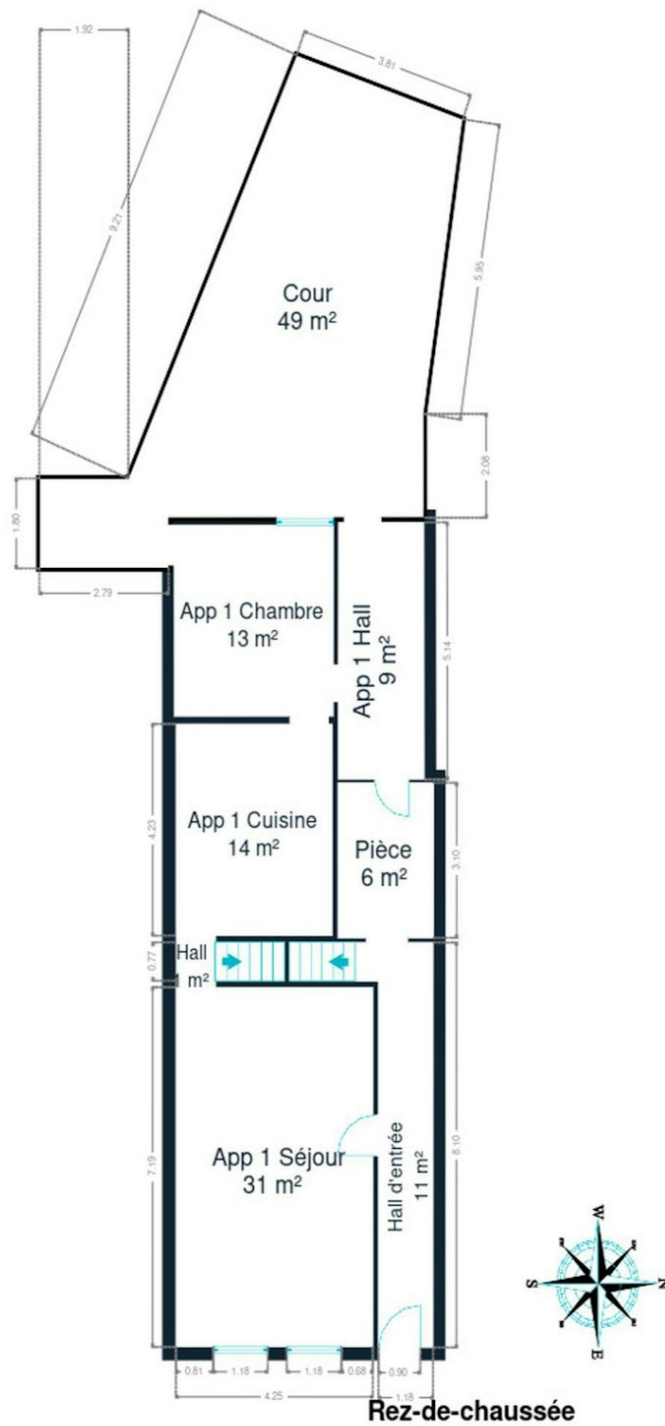 1.92
3.81
9.21
5.95
Cour
49 m²
2.08
1.80
2.79
App 1 Chambre
13 m²
App 1 Hall
9 m²
5.14
4.23
App 1 Cuisine
14 m²
Pièce
6 m²
3.10
0.77
Hall
m²
7.19
App 1 Séjour
31 m²
Hall d'entrée
11 m²
8.10
W
S
N
E
0.81
1.18
1.18
0.68
0.90
4.25
1.18
Rez-de-chaussée